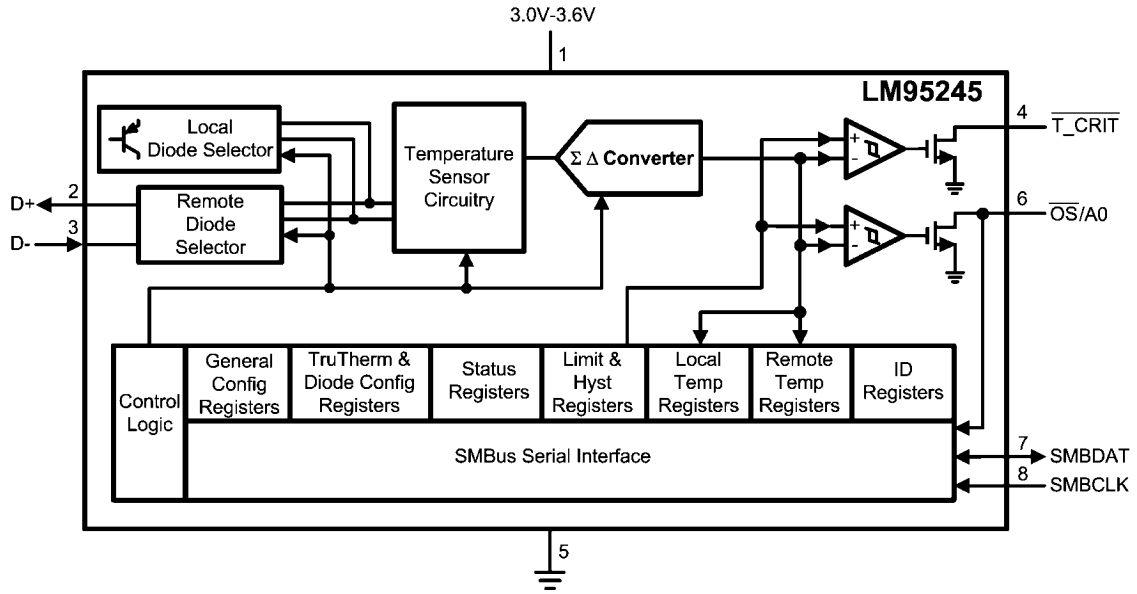 3.0V-3.6V
1
LM95245
Local
Diode Selector
Temperature
Sensor
Circuitry
Σ Δ Converter
+
-
4
T_CRIT
D+
2
D-
3
Remote
Diode
Selector
+
-
6
OS/A0
Control
Logic
General
Config
Registers
TruTherm &
Diode Config
Registers
Status
Registers
Limit &
Hyst
Registers
Local
Temp
Registers
Remote
Temp
Registers
ID
Registers
SMBus Serial Interface
7
SMBDAT
8
SMBCLK
5